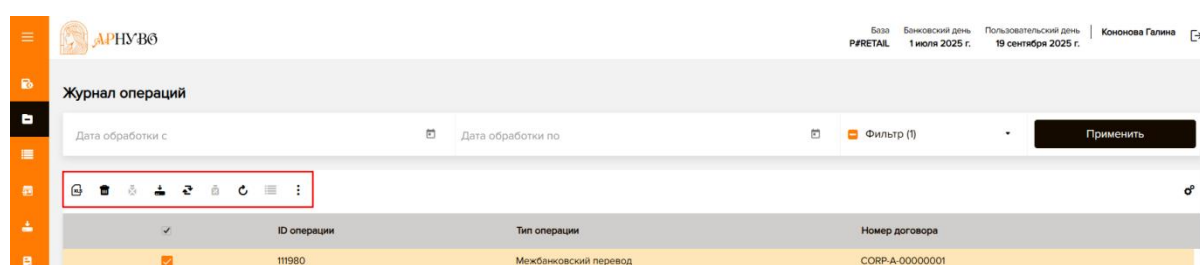 АРНУВО
База Банковский день Пользовательский день Кононова Галина
P#RETAIL 1 июля 2025 г. 19 сентября 2025 г.
Журнал операций
Дата обработки с Дата обработки по Фильтр (1) Применить
ID операции Тип операции Номер договора
111980 Межбанковский перевод CORP-A-00000001